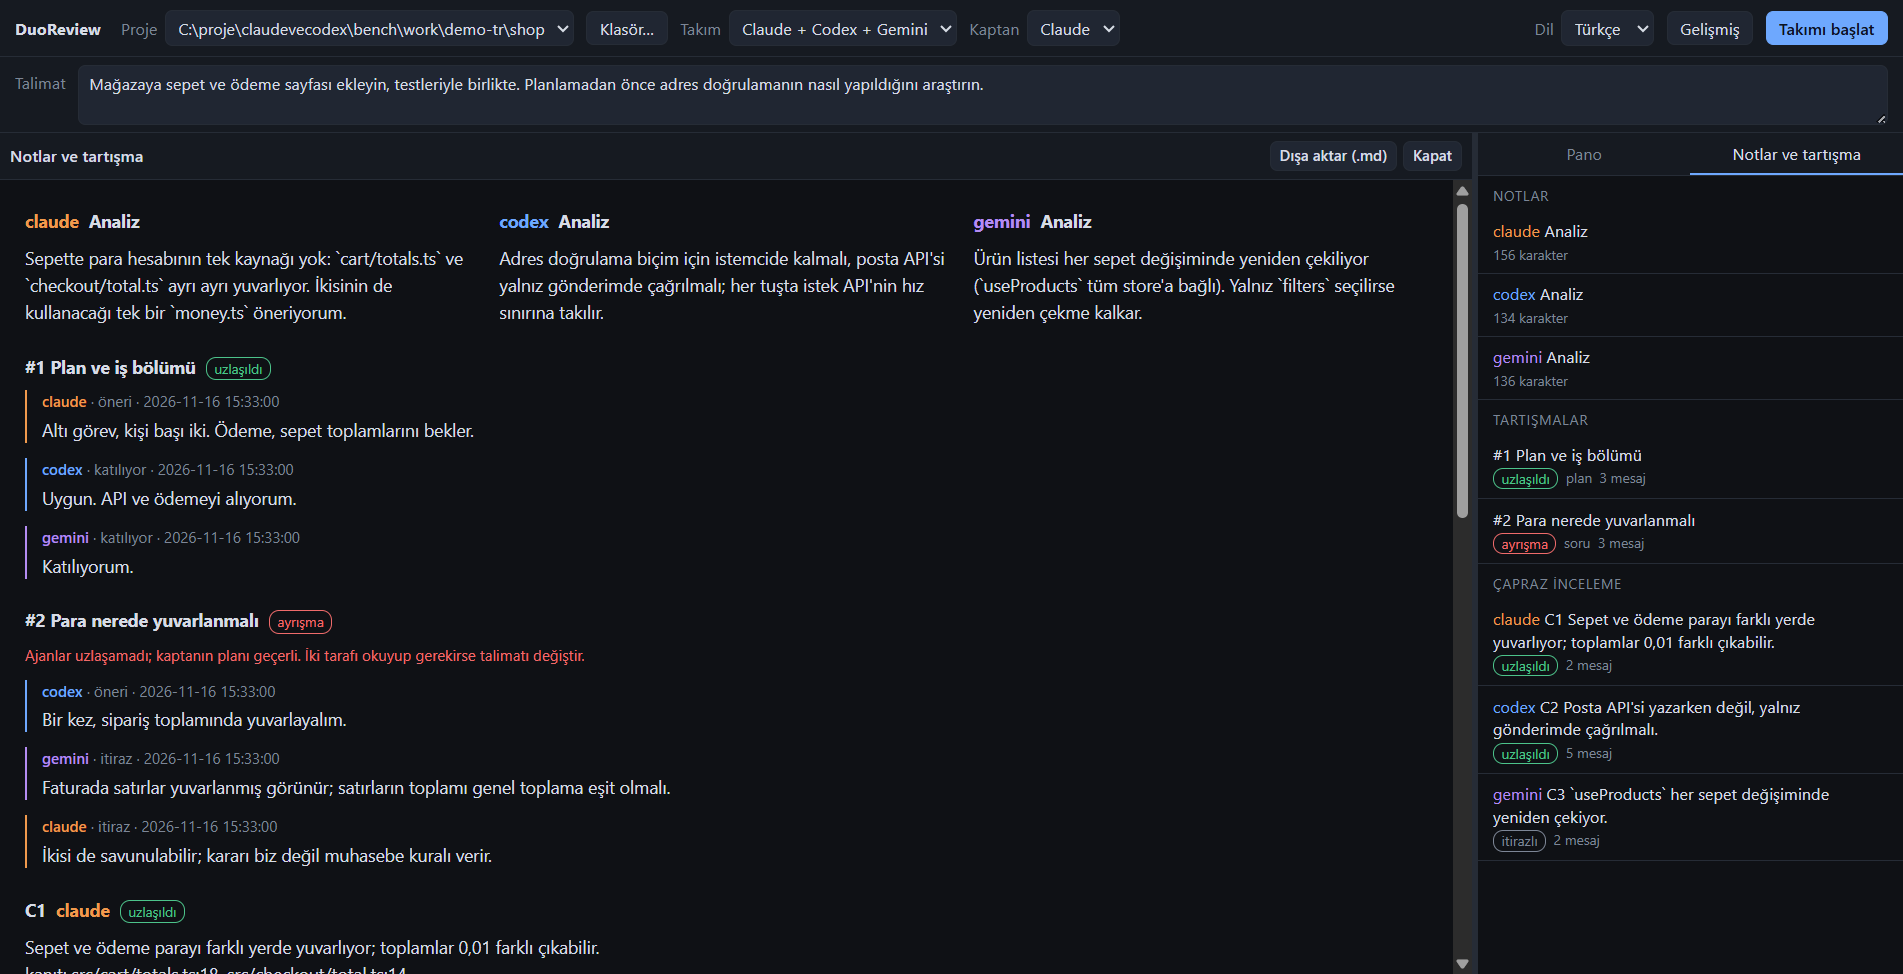 DuoReview Proje C:\proje\claudevecodex\bench\work\demo-tr\shop Klasör... Takım Claude + Codex + Gemini Kaptan Claude Dil Türkçe Gelişmiş Takımı başlat
Talimat Mağazaya sepet ve ödeme sayfası ekleyin, testleriyle birlikte. Planlamadan önce adres doğrulamanın nasıl yapıldığını araştırın.
Notlar ve tartışma Dışa aktar (.md) Kapat
claude Analiz
Sepette para hesabının tek kaynağı yok: `cart/totals.ts` ve
`checkout/total.ts` ayrı ayrı yuvarlıyor. İkisinin de
kullanacağı tek bir `money.ts` öneriyorum.
codex Analiz
Adres doğrulama biçim için istemcide kalmalı, posta API'si
yalnız gönderimde çağrılmalı; her tuşta istek API'nin hız
sınırına takılır.
gemini Analiz
Ürün listesi her sepet değişiminde yeniden çekiliyor
(`useProducts` tüm store'a bağlı). Yalnız `filters` seçilirse
yeniden çekme kalkar.
#1 Plan ve iş bölümü uzlaşıldı
claude · öneri · 2026-11-16 15:33:00
Altı görev, kişi başı iki. Ödeme, sepet toplamlarını bekler.
codex · katılıyor · 2026-11-16 15:33:00
Uygun. API ve ödemeyi alıyorum.
gemini · katılıyor · 2026-11-16 15:33:00
Katılıyorum.
#2 Para nerede yuvarlanmalı ayrışma
Ajanlar uzlaşamadı; kaptanın planı geçerli. İki tarafı okuyup gerekirse talimatı değiştir.
codex · öneri · 2026-11-16 15:33:00
Bir kez, sipariş toplamında yuvarlayalım.
gemini · itiraz · 2026-11-16 15:33:00
Faturada satırlar yuvarlanmış görünür; satırların toplamı genel toplama eşit olmalı.
claude · itiraz · 2026-11-16 15:33:00
İkisi de savunulabilir; kararı biz değil muhasebe kuralı verir.
C1 claude uzlaşıldı
Sepet ve ödeme parayı farklı yerde yuvarlıyor; toplamlar 0,01 farklı çıkabilir.
kanıt: src/cart/totals.ts:18, src/checkout/total.ts:14
Pano Notlar ve tartışma
NOTLAR
claude Analiz
156 karakter
codex Analiz
134 karakter
gemini Analiz
136 karakter
TARTIŞMALAR
#1 Plan ve iş bölümü
uzlaşıldı plan 3 mesaj
#2 Para nerede yuvarlanmalı
ayrışma soru 3 mesaj
ÇAPRAZ İNCELEME
claude C1 Sepet ve ödeme parayı farklı yerde
yuvarlıyor; toplamlar 0,01 farklı çıkabilir.
uzlaşıldı 2 mesaj
codex C2 Posta API'si yazarken değil, yalnız
gönderimde çağrılmalı.
uzlaşıldı 5 mesaj
gemini C3 `useProducts` her sepet değişiminde
yeniden çekiyor.
itirazlı 2 mesaj